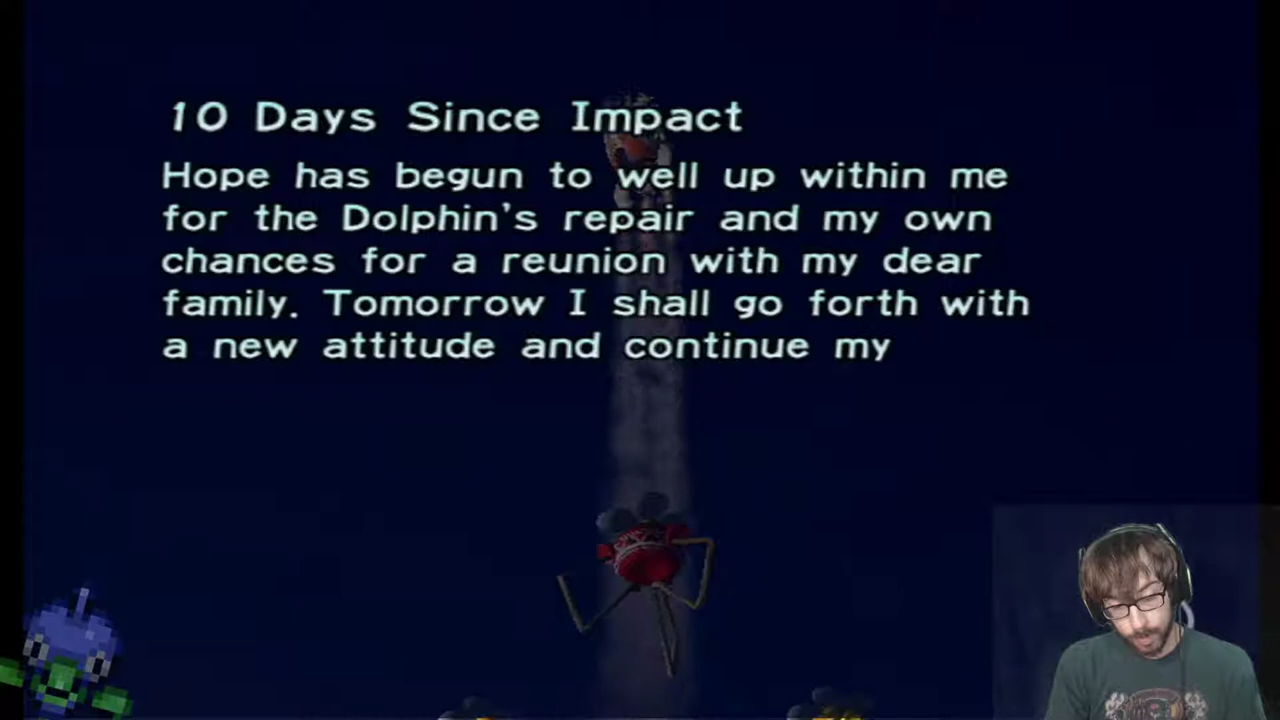 10 Days Since Impact
Hope has begun to well up within me
for the Dolphin's repair and my own
chances for a reunion with my dear
family. Tomorrow I shall go forth with
a new attitude and continue my